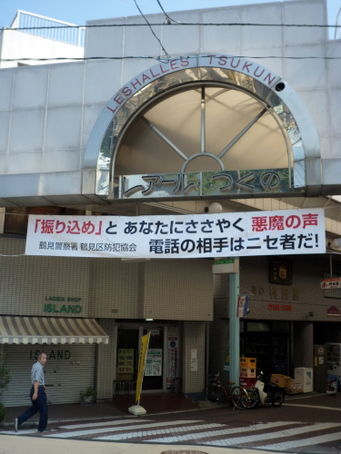 LESHALLES TSUKUNO
レアールつくの
「振り込め」と あなたにささやく 悪魔の声
鶴見警察署 鶴見区防犯協会 電話の相手はニセ者だ!
LADIES SHOP
ISLAND
ISLAND